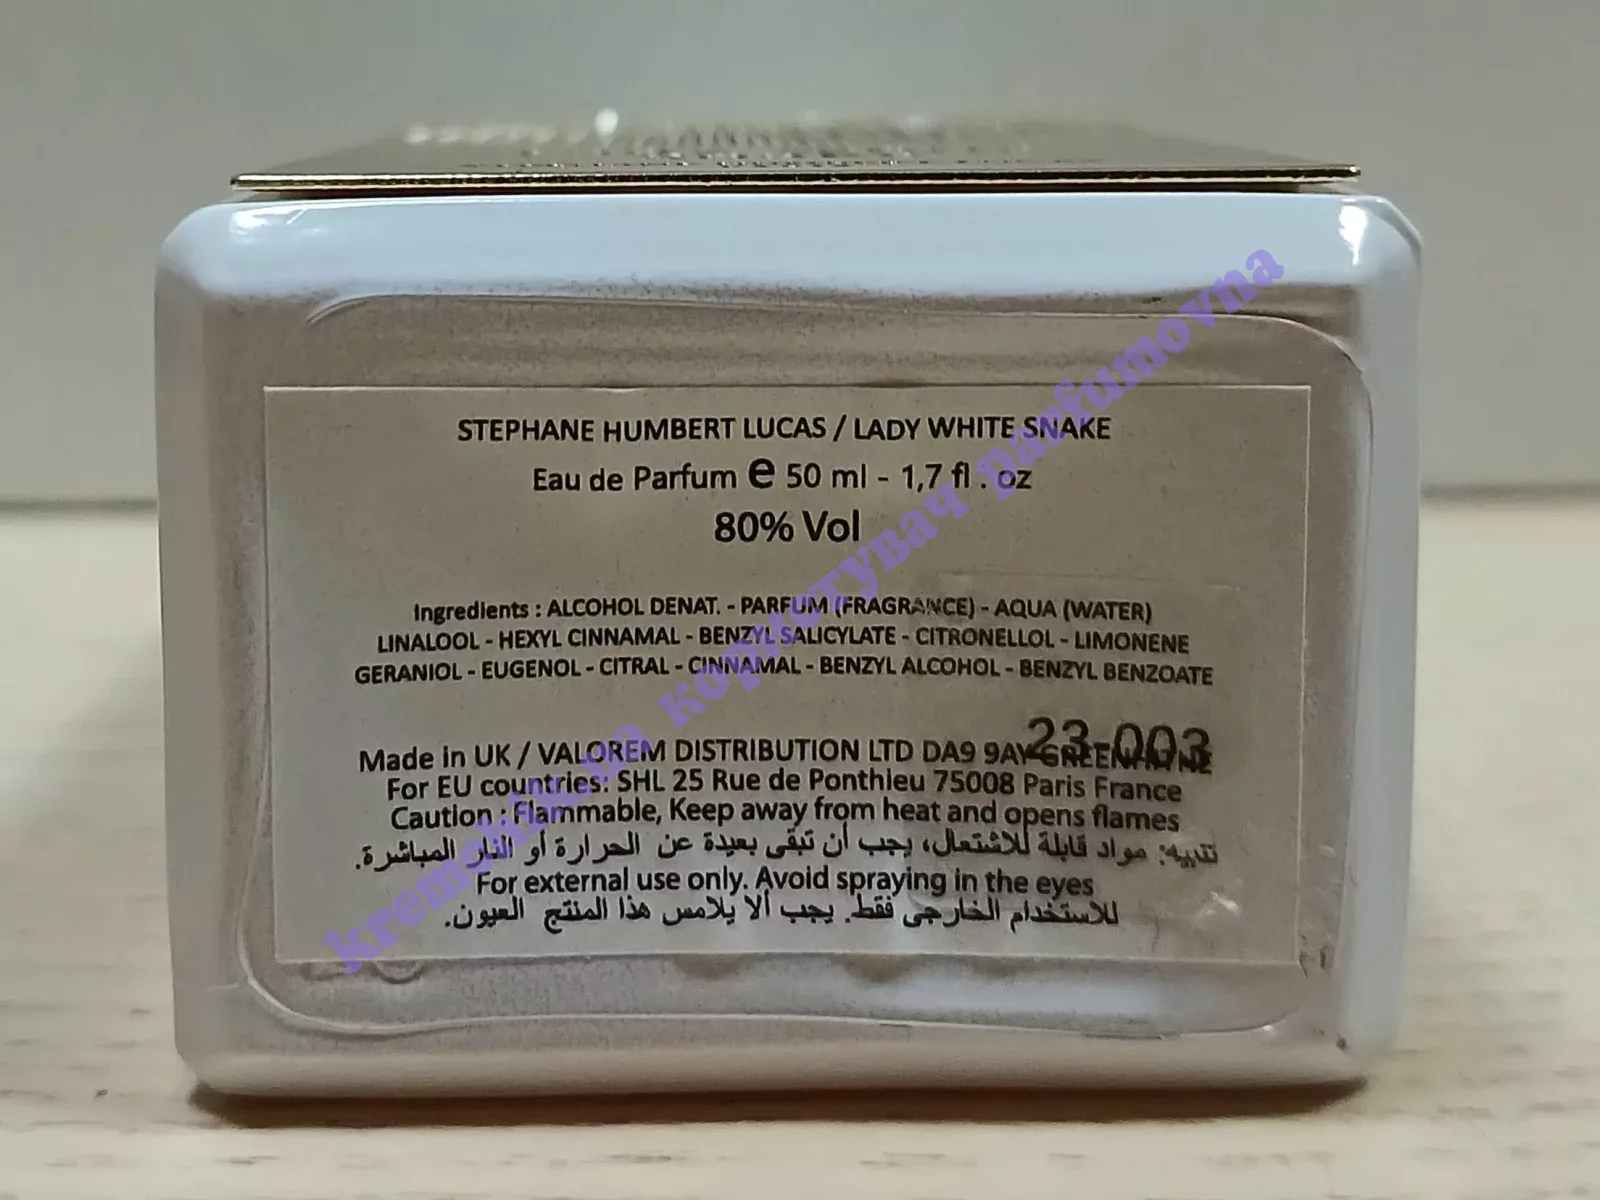 STEPHANE HUMBERT LUCAS / LADY WHITE SNAKE
Eau de Parfum e 50 ml - 1,7 fl . oz
80% Vol
Ingredients : ALCOHOL DENAT. - PARFUM (FRAGRANCE) - AQUA (WATER)
LINALOOL - HEXYL CINNAMAL - BENZYL SALICYLATE - CITRONELLOL - LIMONENE
GERANIOL - EUGENOL - CITRAL - CINNAMAL - BENZYL ALCOHOL - BENZYL BENZOATE
23-003
Made in UK / VALOREM DISTRIBUTION LTD DA9 9AY GREENHITHE
For EU countries: SHL 25 Rue de Ponthieu 75008 Paris France
Caution : Flammable, Keep away from heat and opens flames
تنبيه: مواد قابلة للاشتعال، يجب أن تبقى بعيدة عن الحرارة أو النار المباشرة.
For external use only. Avoid spraying in the eyes
للاستخدام الخارجى فقط. يجب ألا يلامس هذا المنتج العيون.
користувач parfumovna